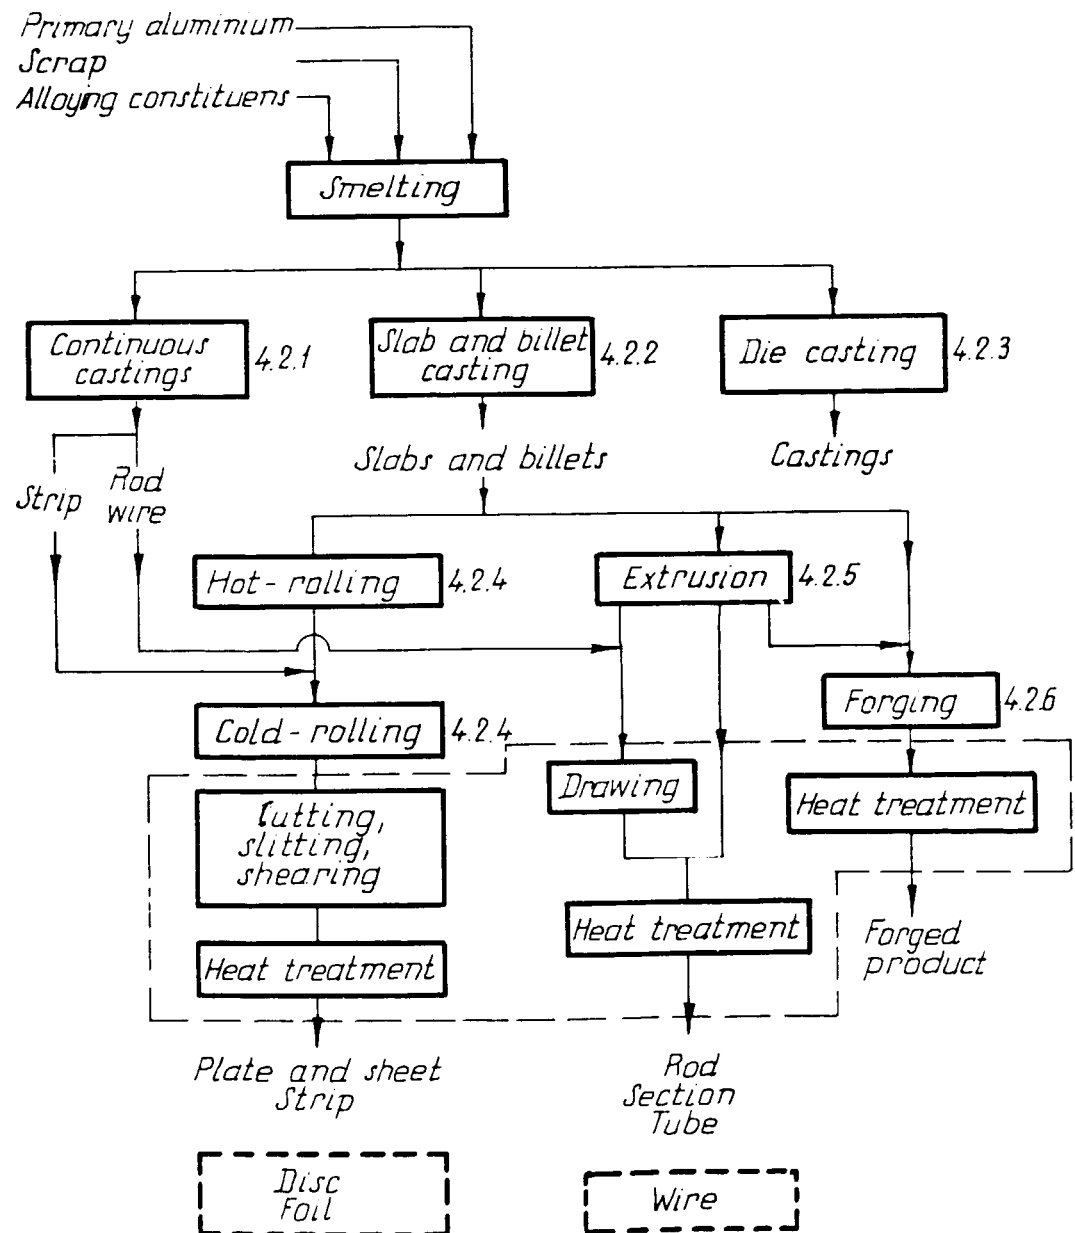 Primary aluminium
Scrap
Alloying constituens
Smelting
Continuous
castings
4.2.1
Slab and billet
casting
4.2.2
Die casting
4.2.3
Slabs and billets
Castings
Strip
Rod
wire
Hot-rolling
4.2.4
Extrusion
4.2.5
Forging
4.2.6
Cold-rolling
4.2.4
Drawing
Heat treatment
Cutting,
slitting,
shearing
Heat treatment
Heat treatment
Forged
product
Plate and sheet
Strip
Rod
Section
Tube
Disc
Foil
Wire